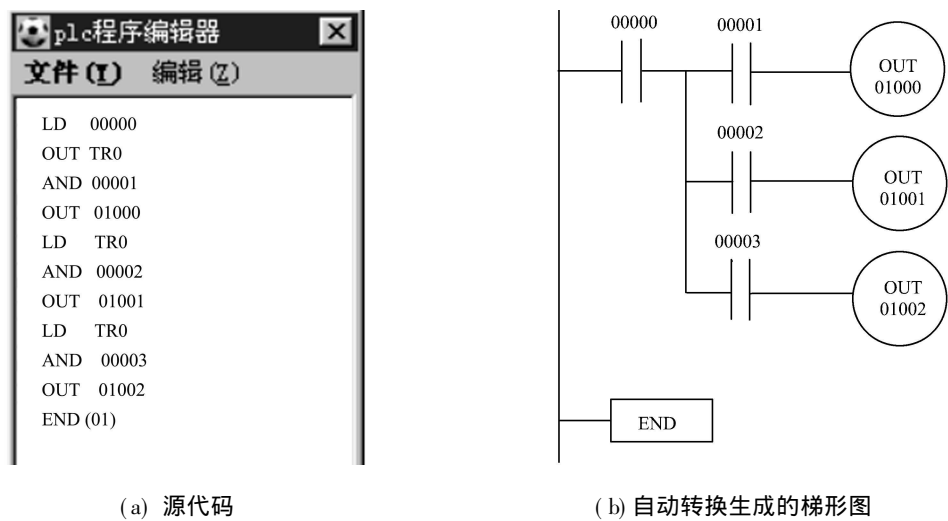 plc程序编辑器
文件(I) 编辑(Z)
LD 00000
OUT TR0
AND 00001
OUT 01000
LD TR0
AND 00002
OUT 01001
LD TR0
AND 00003
OUT 01002
END (01)
(a) 源代码
00000
00001
OUT
01000
00002
OUT
01001
00003
OUT
01002
END
(b) 自动转换生成的梯形图